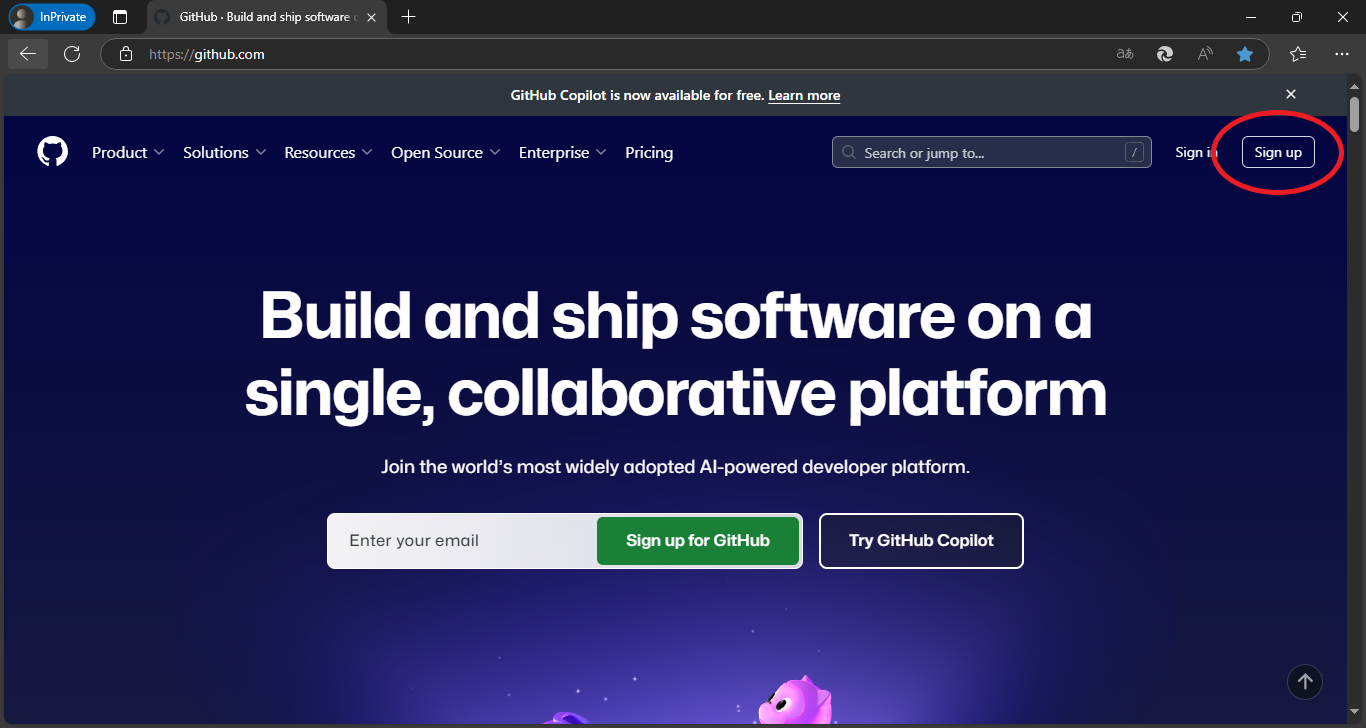 InPrivate
GitHub · Build and ship software
https://github.com
GitHub Copilot is now available for free. Learn more
Product Solutions Resources Open Source Enterprise Pricing
Search or jump to... /
Sign in
Sign up
Build and ship software on a
single, collaborative platform
Join the world's most widely adopted AI-powered developer platform.
Enter your email
Sign up for GitHub
Try GitHub Copilot